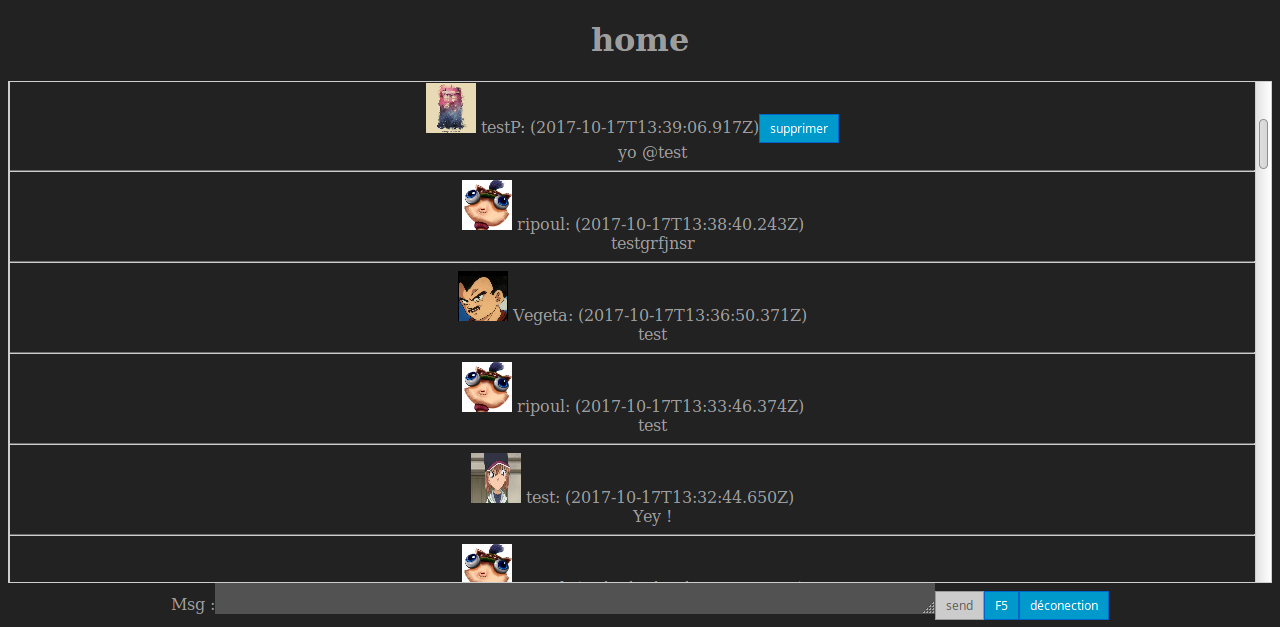 home
testP: (2017-10-17T13:39:06.917Z) supprimer
yo @test
ripoul: (2017-10-17T13:38:40.243Z)
testgrfjnsr
Vegeta: (2017-10-17T13:36:50.371Z)
test
ripoul: (2017-10-17T13:33:46.374Z)
test
test: (2017-10-17T13:32:44.650Z)
Yey !
Msg : send F5 déconection